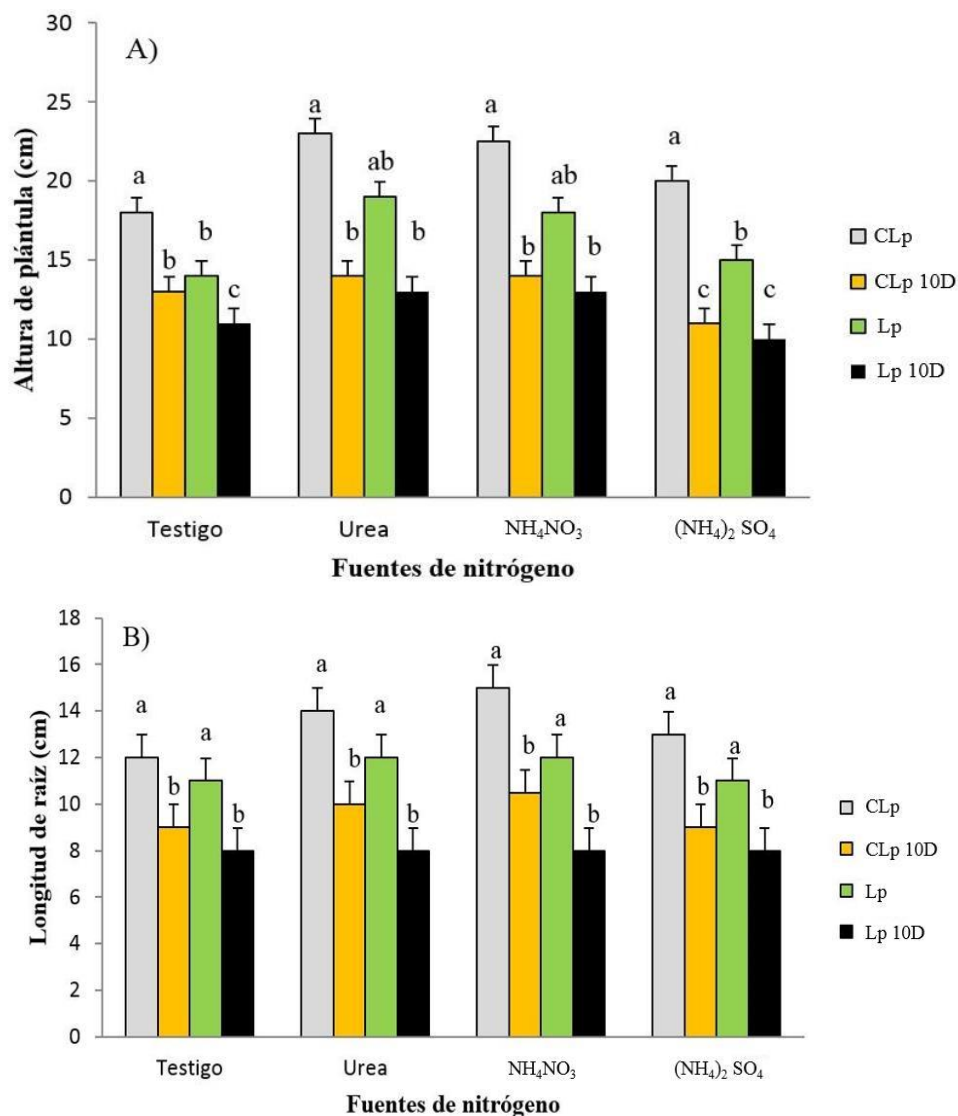 A)
Altura de plántula (cm)
30
25
20
15
10
5
0
a
b
b
c
a
b
ab
b
a
b
ab
b
a
c
b
c
Testigo
Urea
NH₄NO₃
(NH₄)₂ SO₄
Fuentes de nitrógeno
CLp
CLp 10D
Lp
Lp 10D
B)
Longitud de raíz (cm)
18
16
14
12
10
8
6
4
2
0
a
b
a
b
a
b
a
b
a
b
a
b
a
b
a
b
Testigo
Urea
NH₄NO₃
(NH₄)₂ SO₄
Fuentes de nitrógeno
CLp
CLp 10D
Lp
Lp 10D